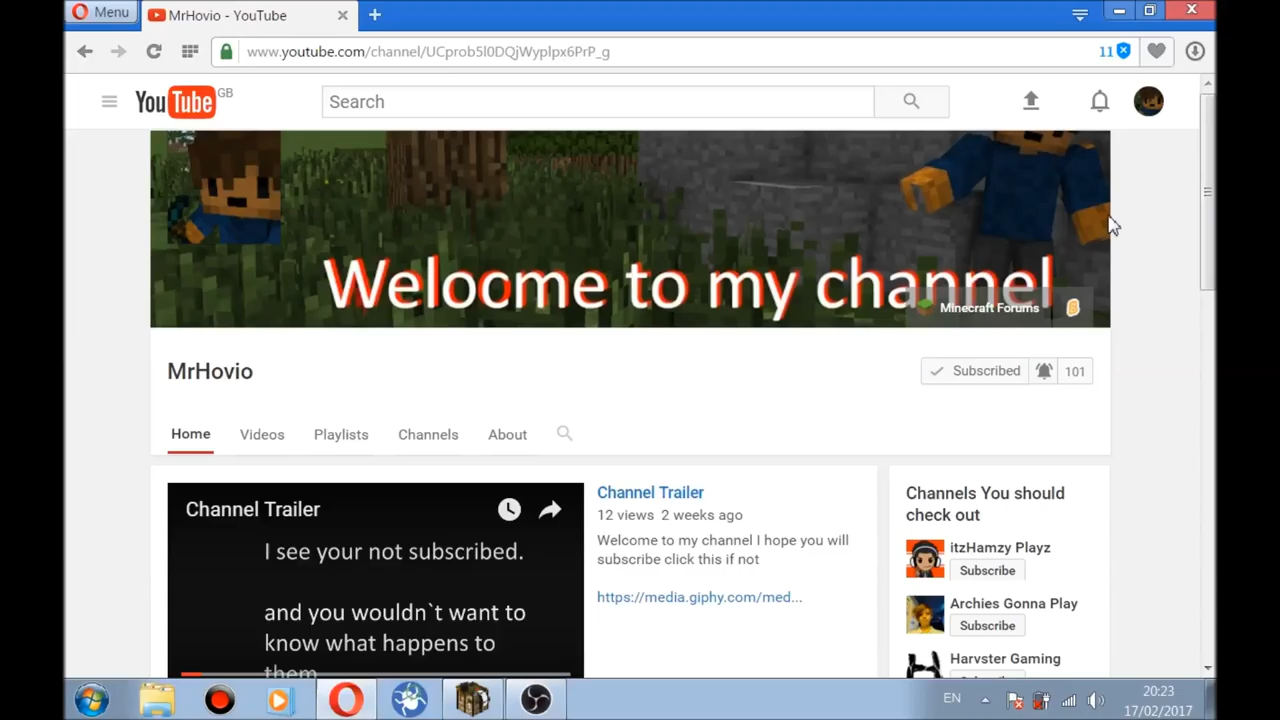 Menu
MrHovio - YouTube
www.youtube.com/channel/UCprob5l0DQjWyplpx6PrP_g
11
YouTube GB
Search
Welcome to my channel
Minecraft Forums
MrHovio
Subscribed
101
Home
Videos
Playlists
Channels
About
Channel Trailer
I see your not subscribed.
and you wouldn`t want to
know what happens to
them
Channel Trailer
12 views 2 weeks ago
Welcome to my channel I hope you will
subscribe click this if not
https://media.giphy.com/med...
Channels You should
check out
itzHamzy Playz
Subscribe
Archies Gonna Play
Subscribe
Harvster Gaming
EN
20:23
17/02/2017